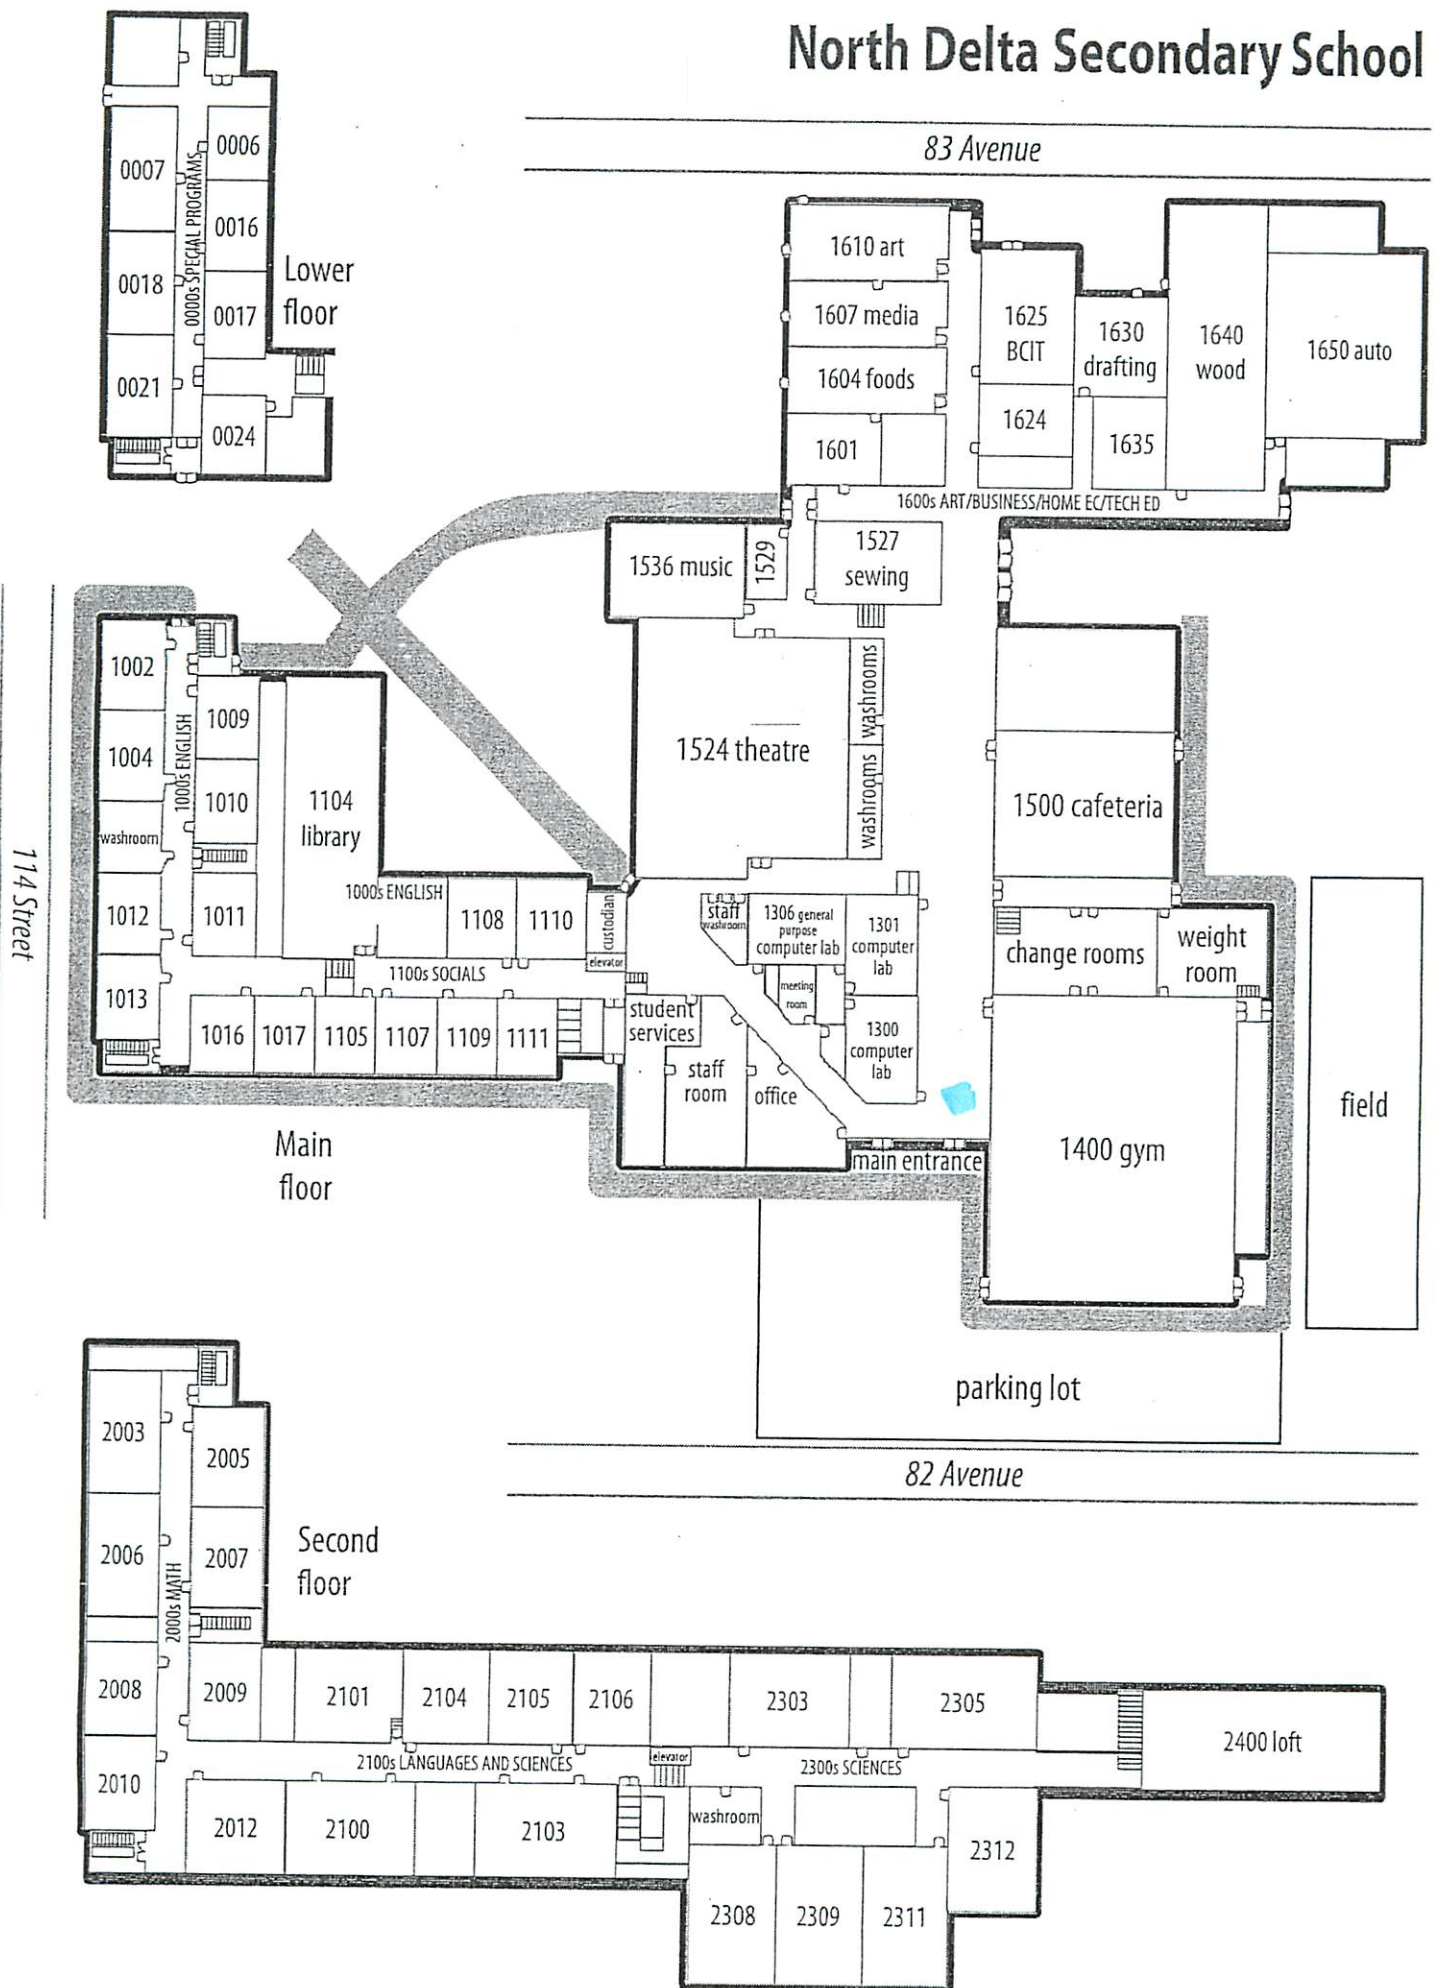 North Delta Secondary School
83 Avenue
0007
0006
0016
0018
0017
0021
0024
0000s SPECIAL PROGRAMS
Lower
floor
1610 art
1607 media
1604 foods
1601
1625
BCIT
1624
1630
drafting
1635
1640
wood
1650 auto
1600s ART/BUSINESS/HOME EC/TECH ED
1536 music
1529
1527
sewing
1524 theatre
washrooms
washrooms
1500 cafeteria
1002
1004
washroom
1012
1013
1000s ENGLISH
1009
1010
1011
1104
library
1000s ENGLISH
1108
1110
custodian
elevator
1100s SOCIALS
1016
1017
1105
1107
1109
1111
student
services
staff
room
office
staff
washroom
1306 general
purpose
computer lab
1301
computer
lab
meeting
room
1300
computer
lab
change rooms
weight
room
1400 gym
main entrance
field
114 Street
Main
floor
parking lot
82 Avenue
2003
2005
2006
2007
2000s MATH
Second
floor
2008
2009
2010
2101
2104
2105
2106
2303
2305
2400 loft
2100s LANGUAGES AND SCIENCES
elevator
2300s SCIENCES
2012
2100
2103
washroom
2312
2308
2309
2311